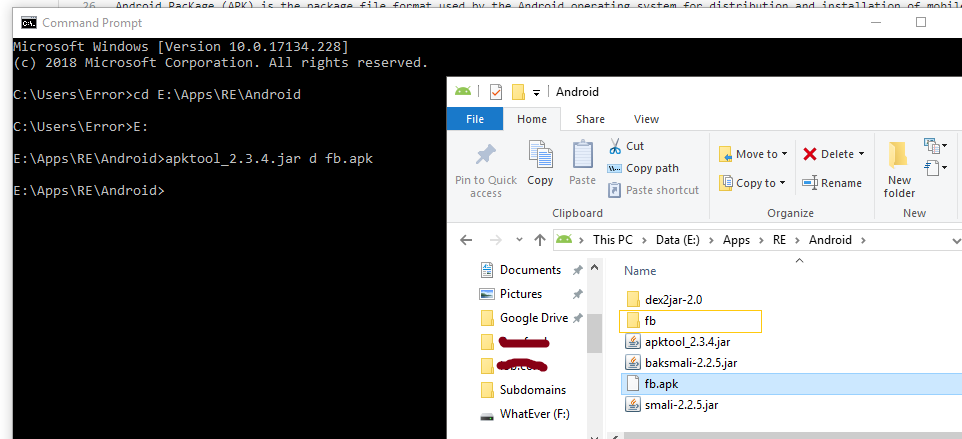 26   Android PacKage (APK) is the package file format used by the Android operating system for distribution and installation of mobile
Command Prompt
Microsoft Windows [Version 10.0.17134.228]
(c) 2018 Microsoft Corporation. All rights reserved.
C:\Users\Error>cd E:\Apps\RE\Android
C:\Users\Error>E:
E:\Apps\RE\Android>apktool_2.3.4.jar d fb.apk
E:\Apps\RE\Android>
Android
File Home Share View
Pin to Quick access
Copy
Paste
Cut
Copy path
Paste shortcut
Clipboard
Move to
Copy to
Delete
Rename
Organize
New folder
New
This PC > Data (E:) > Apps > RE > Android >
Documents
Pictures
Google Drive
Subdomains
WhatEver (F:)
Name
dex2jar-2.0
fb
apktool_2.3.4.jar
baksmali-2.2.5.jar
fb.apk
smali-2.2.5.jar